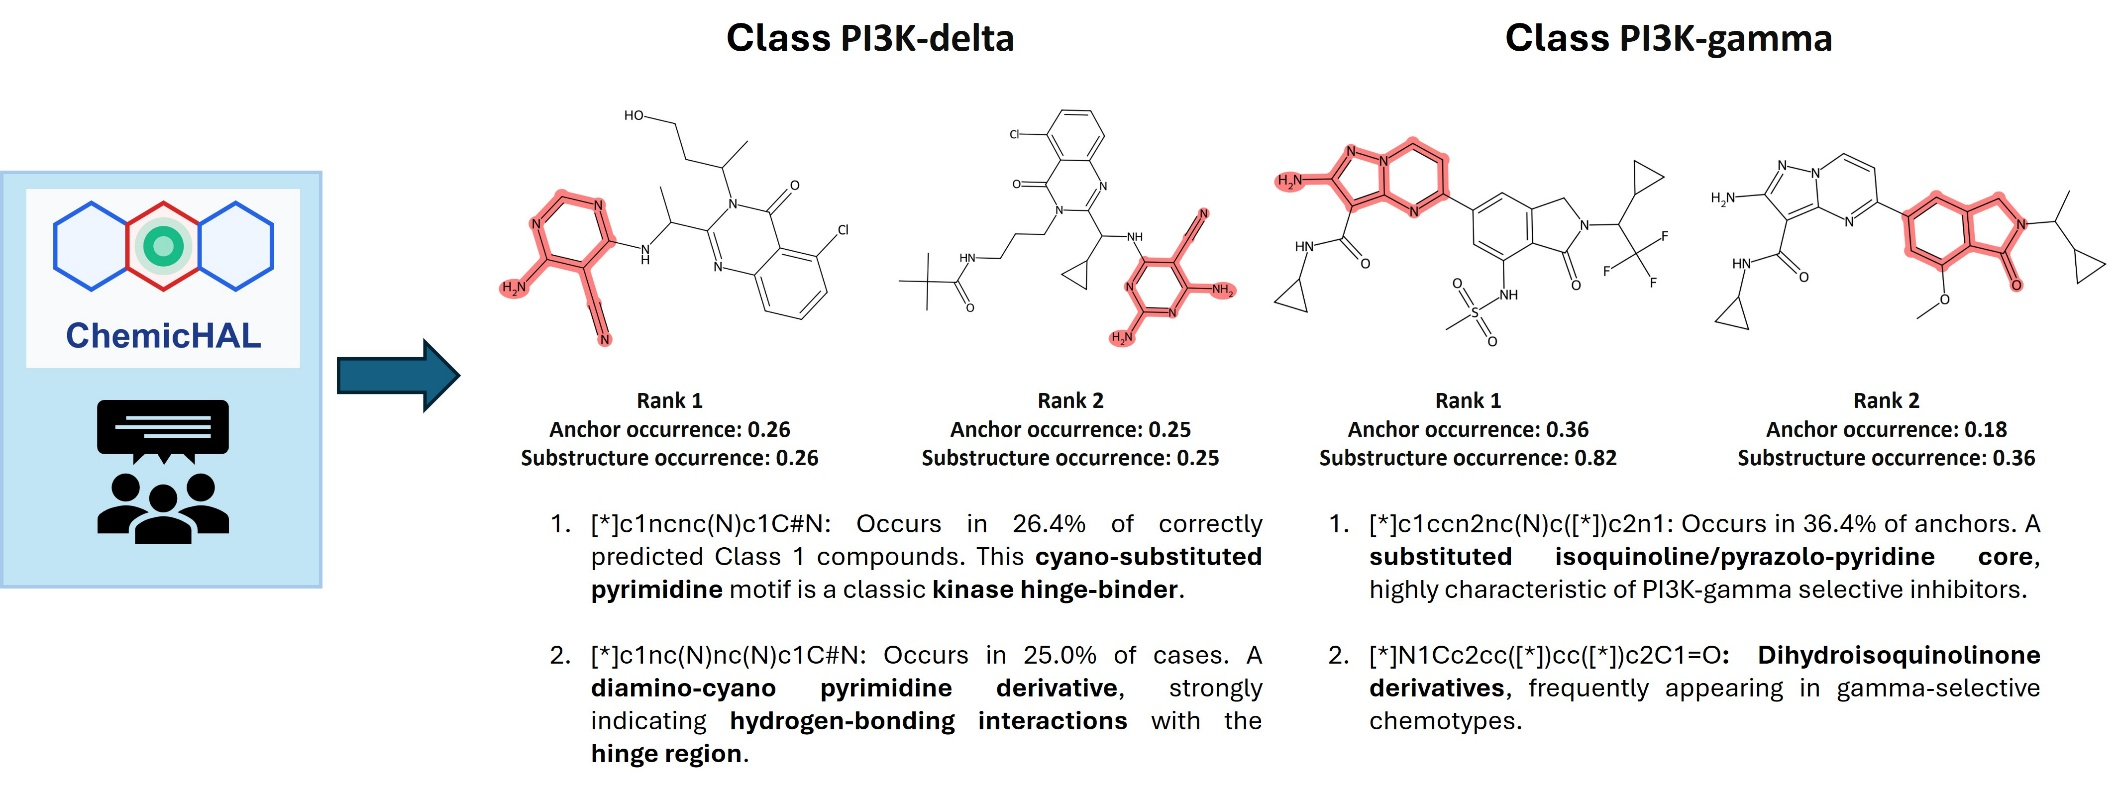 Class PI3K-delta
Class PI3K-gamma
ChemicHAL
HO
N
N
H₂N
N
N
H
N
N
O
Cl
Cl
O
N
N
HN
O
NH
N
N
N
NH₂
H₂N
H₂N
N
N
N
HN
O
N
O
F
F
F
NH
S
O
O
H₂N
N
N
N
HN
O
N
O
O
Rank 1
Anchor occurrence: 0.26
Substructure occurrence: 0.26
Rank 2
Anchor occurrence: 0.25
Substructure occurrence: 0.25
Rank 1
Anchor occurrence: 0.36
Substructure occurrence: 0.82
Rank 2
Anchor occurrence: 0.18
Substructure occurrence: 0.36
1. [*]c1ncnc(N)c1C#N: Occurs in 26.4% of correctly
predicted Class 1 compounds. This cyano-substituted
pyrimidine motif is a classic kinase hinge-binder.
2. [*]c1nc(N)nc(N)c1C#N: Occurs in 25.0% of cases. A
diamino-cyano pyrimidine derivative, strongly
indicating hydrogen-bonding interactions with the
hinge region.
1. [*]c1ccn2nc(N)c([*])c2n1: Occurs in 36.4% of anchors. A
substituted isoquinoline/pyrazolo-pyridine core,
highly characteristic of PI3K-gamma selective inhibitors.
2. [*]N1Cc2cc([*])cc([*])c2C1=O: Dihydroisoquinolinone
derivatives, frequently appearing in gamma-selective
chemotypes.